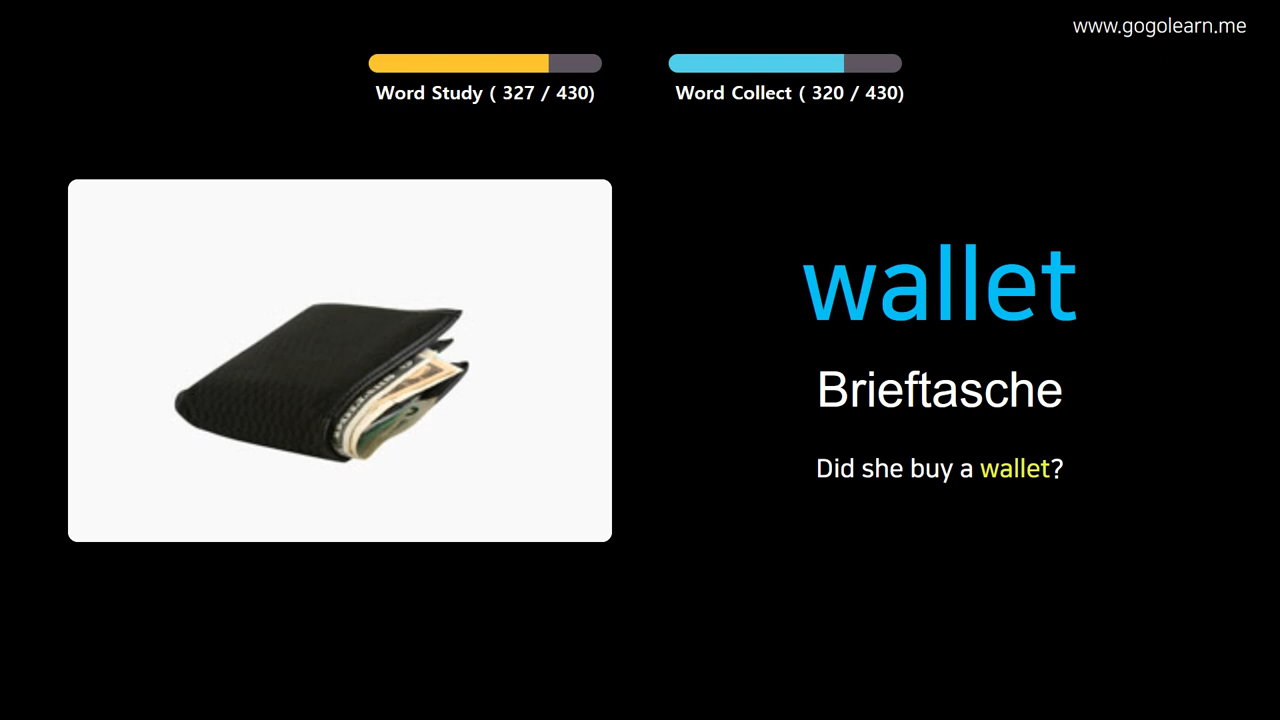 www.gogolearn.me
Word Study ( 327 / 430)
Word Collect ( 320 / 430)
wallet
Brieftasche
Did she buy a wallet?